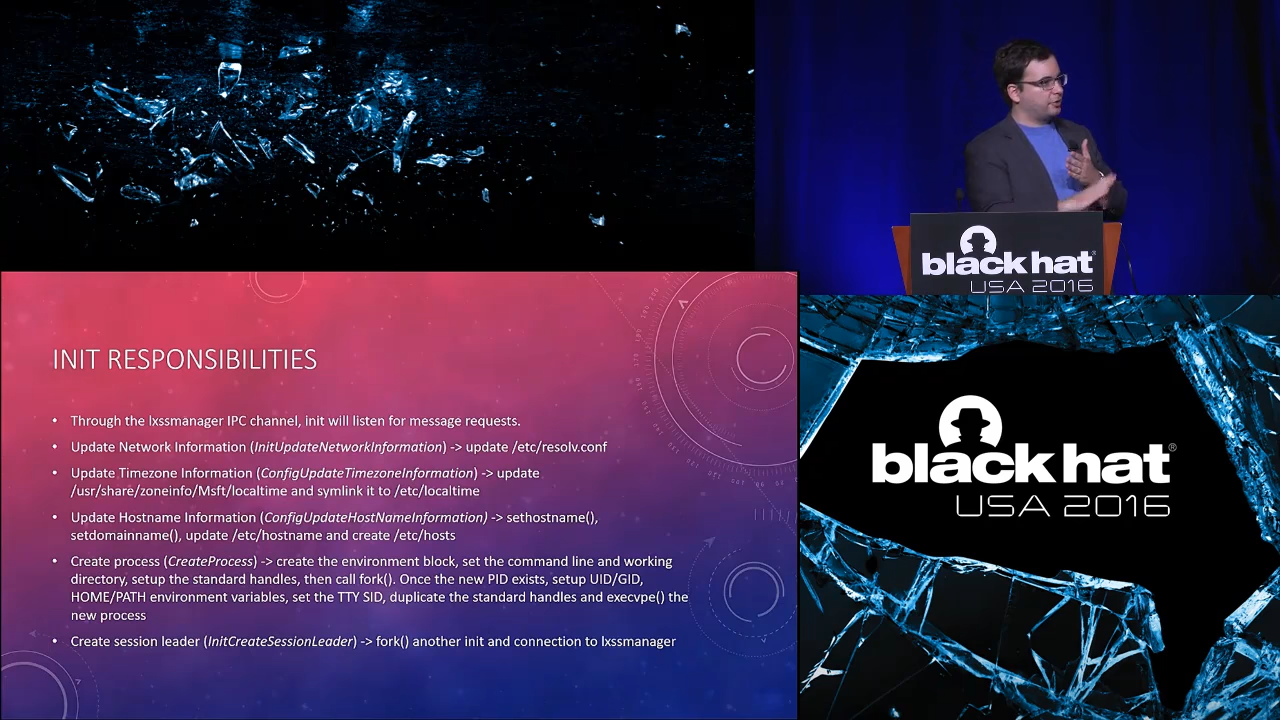 black hat®
USA 2016
INIT RESPONSIBILITIES
• Through the lxssmanager IPC channel, init will listen for message requests.
• Update Network Information (InitUpdateNetworkInformation) -> update /etc/resolv.conf
• Update Timezone Information (ConfigUpdateTimezoneInformation) -> update
/usr/share/zoneinfo/Msft/localtime and symlink it to /etc/localtime
• Update Hostname Information (ConfigUpdateHostNameInformation) -> sethostname(),
setdomainname(), update /etc/hostname and create /etc/hosts
• Create process (CreateProcess) -> create the environment block, set the command line and working
directory, setup the standard handles, then call fork(). Once the new PID exists, setup UID/GID,
HOME/PATH environment variables, set the TTY SID, duplicate the standard handles and execvpe() the
new process
• Create session leader (InitCreateSessionLeader) -> fork() another init and connection to lxssmanager
black hat®
USA 2016